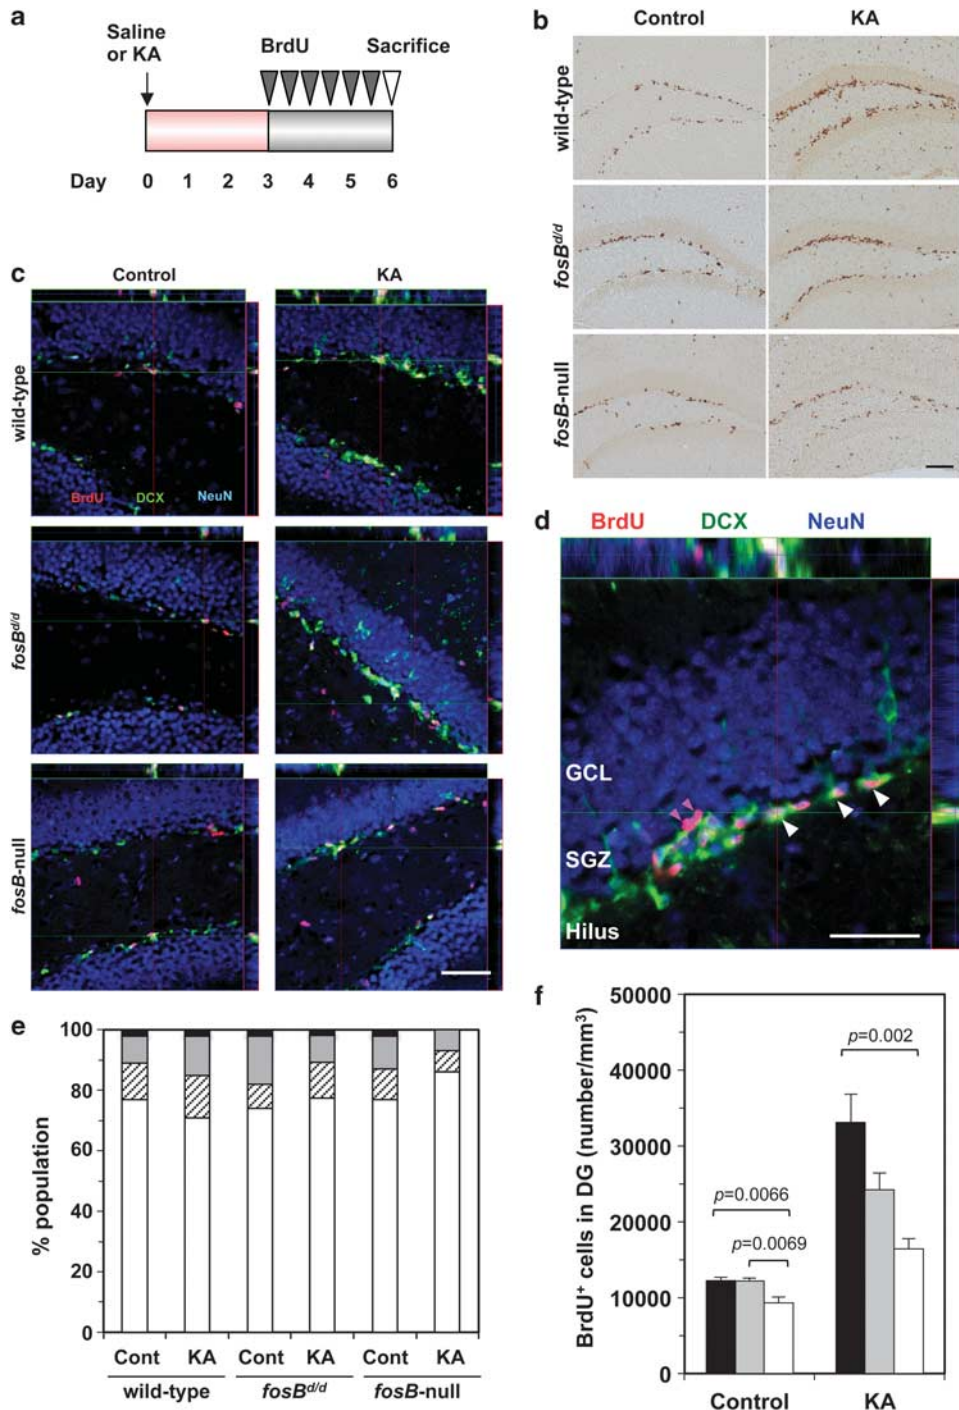 a
Saline
or KA
BrdU
Sacrifice
Day 0 1 2 3 4 5 6
b
Control KA
wild-type
fosB^d/d
fosB-null
c
Control KA
wild-type
BrdU DCX NeuN
fosB^d/d
fosB-null
d
BrdU DCX NeuN
GCL
SGZ
Hilus
e
% population
100
80
60
40
20
0
Cont KA Cont KA Cont KA
wild-type fosB^d/d fosB-null
f
BrdU⁺ cells in DG (number/mm³)
50000
40000
30000
20000
10000
0
p=0.002
p=0.0066
p=0.0069
Control KA